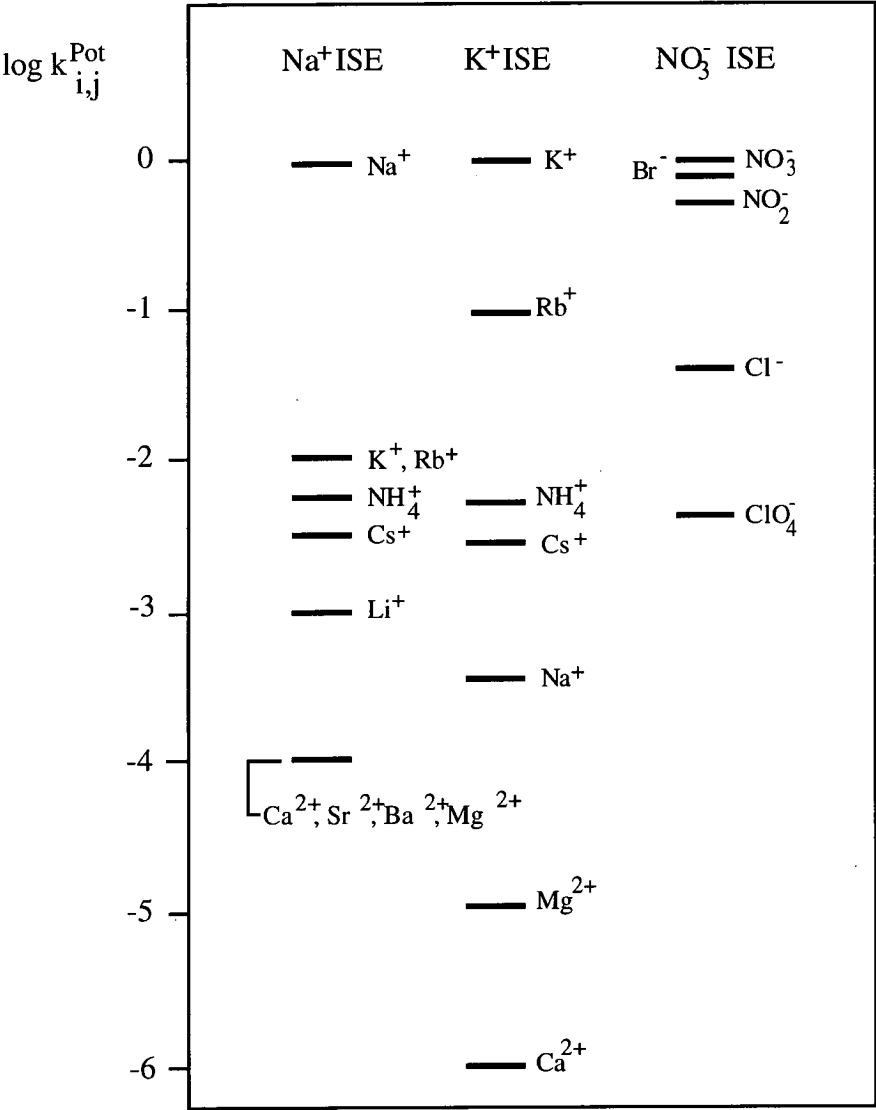 log k Pot i,j
Na+ ISE K+ ISE NO3- ISE
0 Na+ K+ Br- NO3-
NO2-
-1 Rb+
Cl-
-2 K+, Rb+
NH4+ NH4+ ClO4-
Cs+ Cs+
-3 Li+
Na+
-4
Ca2+, Sr2+, Ba2+, Mg2+
-5 Mg2+
-6 Ca2+